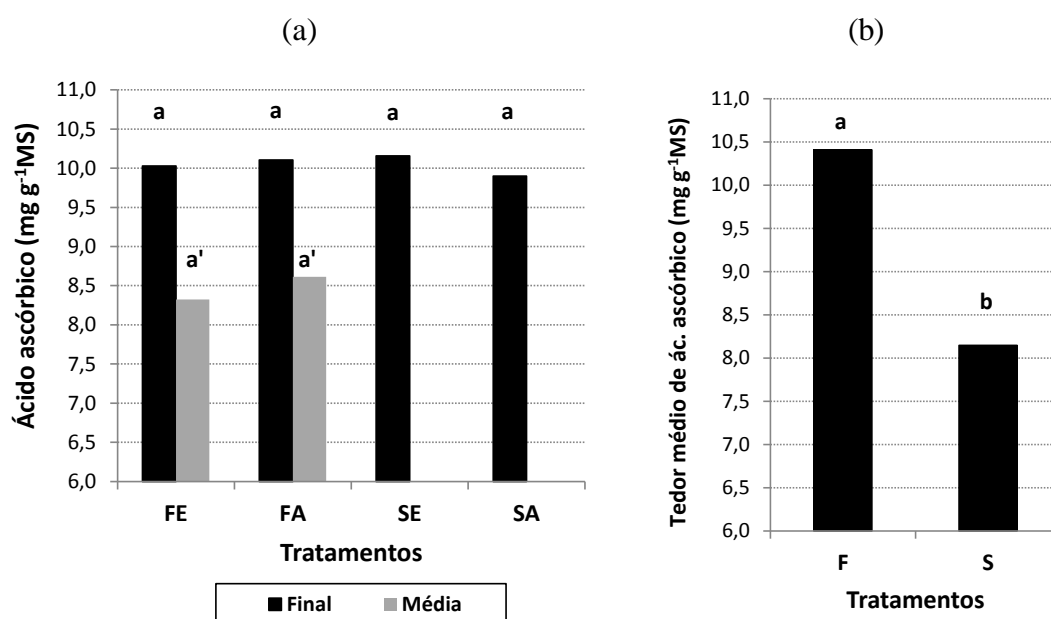 (a)
Ácido ascórbico (mg g⁻¹MS)
11,0
10,5
10,0
9,5
9,0
8,5
8,0
7,5
7,0
6,5
6,0
a
a
a
a
a'
a'
FE FA SE SA
Tratamentos
Final Média
(b)
Tedor médio de ác. ascórbico (mg g⁻¹MS)
11,0
10,5
10,0
9,5
9,0
8,5
8,0
7,5
7,0
6,5
6,0
a
b
F S
Tratamentos